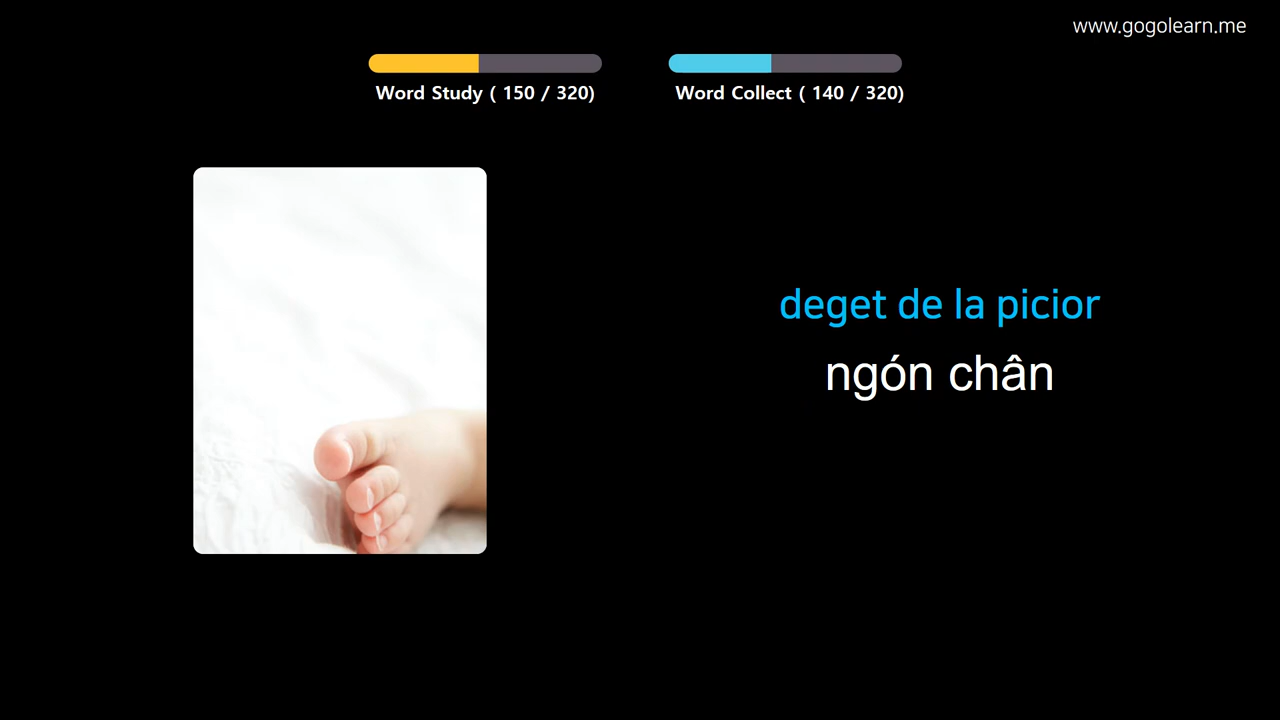 www.gogolearn.me
Word Study ( 150 / 320)
Word Collect ( 140 / 320)
deget de la picior
ngón chân